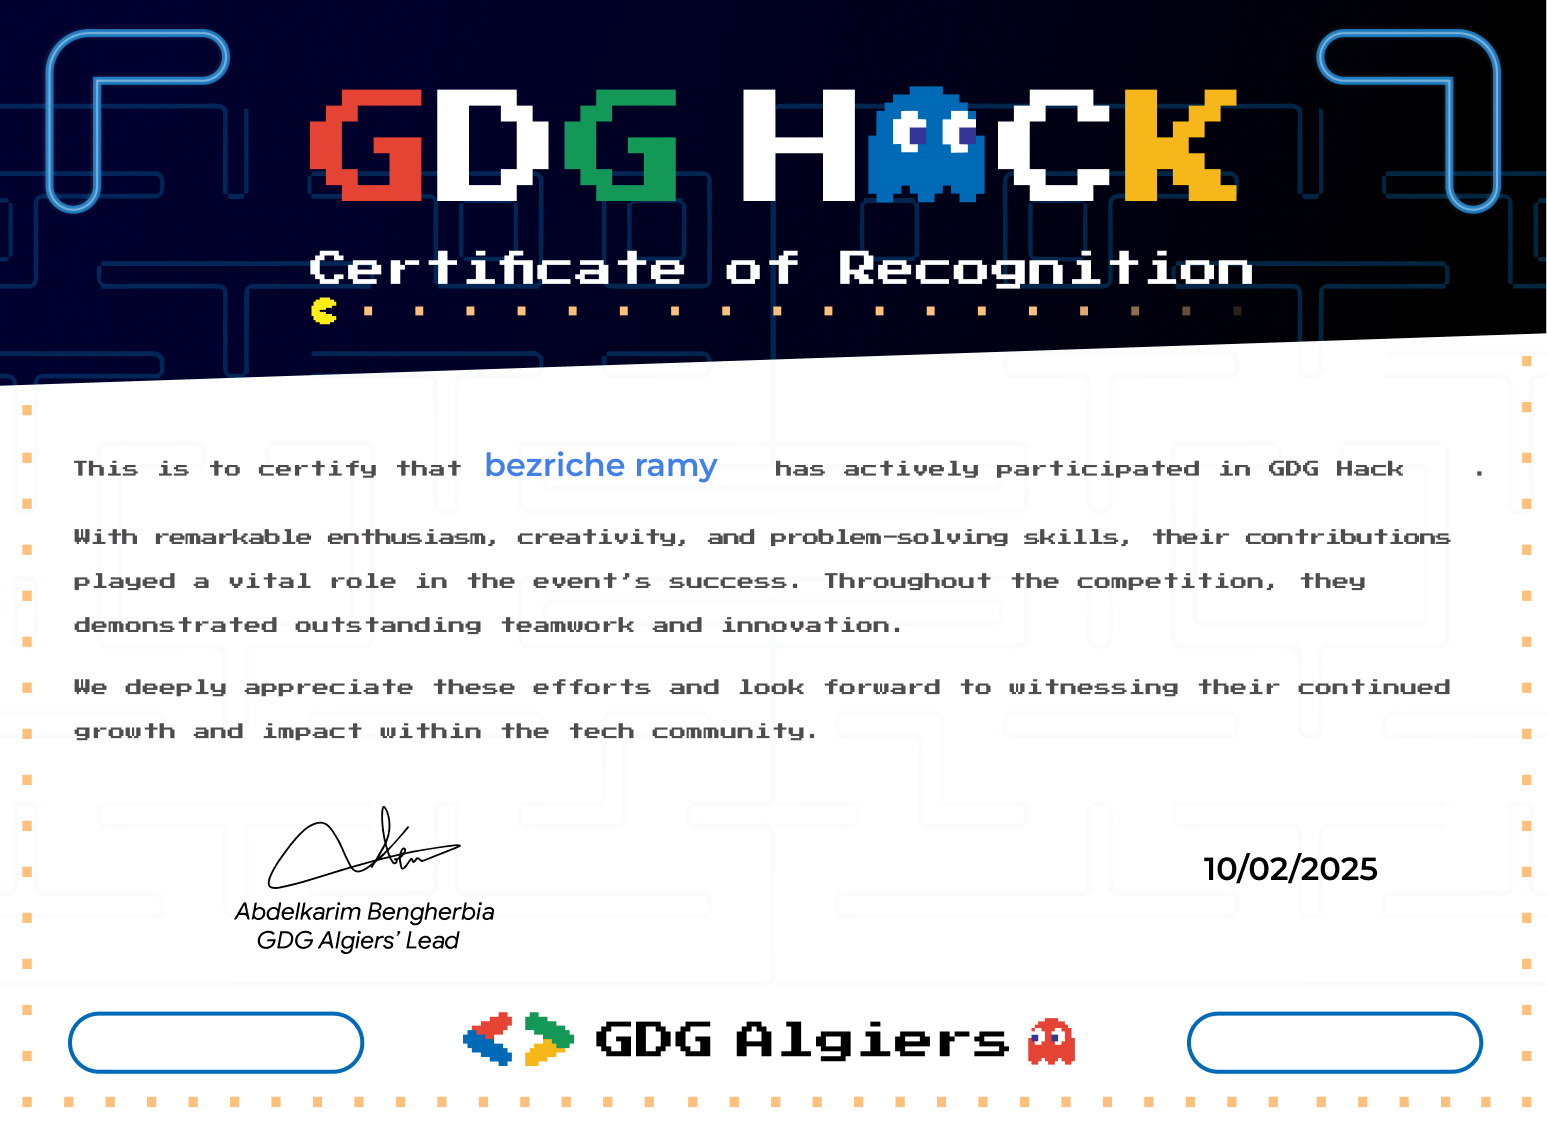 GDG HACK
Certificate of Recognition
This is to certify that bezriche ramy has actively participated in GDG Hack .
With remarkable enthusiasm, creativity, and problem-solving skills, their contributions
played a vital role in the event's success. Throughout the competition, they
demonstrated outstanding teamwork and innovation.
We deeply appreciate these efforts and look forward to witnessing their continued
growth and impact within the tech community.
10/02/2025
Abdelkarim Bengherbia
GDG Algiers' Lead
GDG Algiers